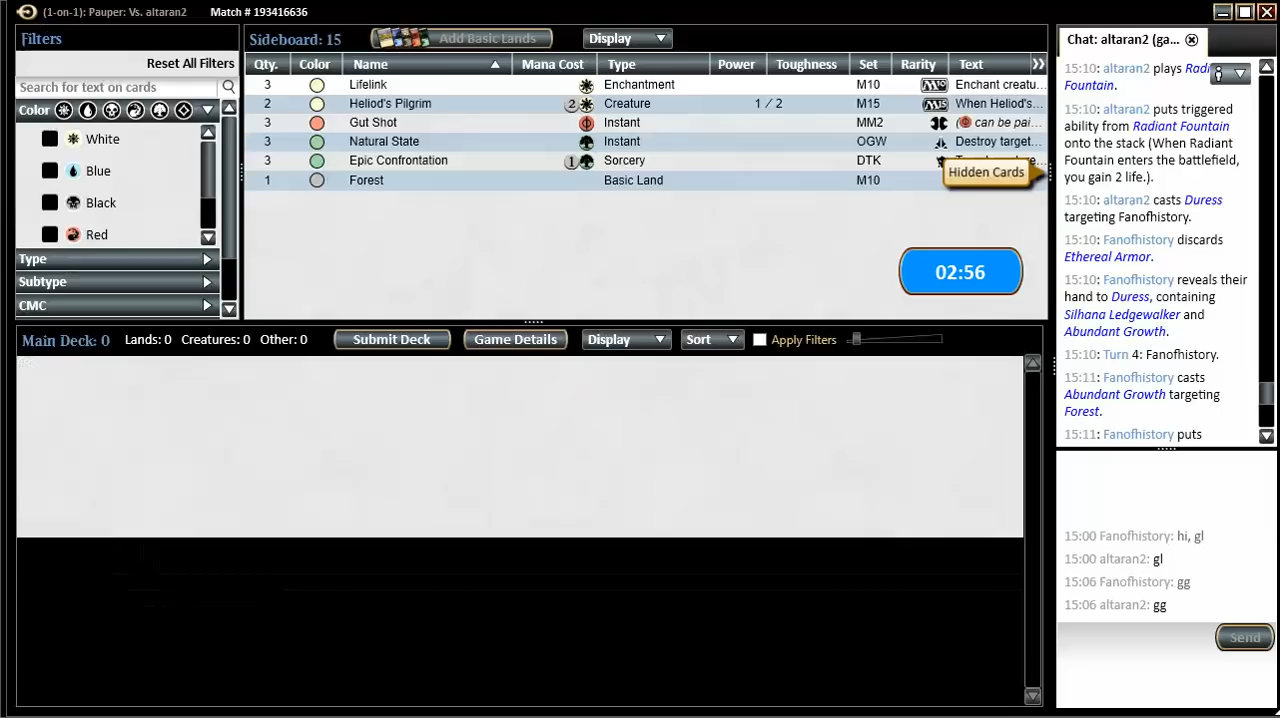 (1-on-1): Pauper: Vs. altaran2 Match # 193416636
Filters
Reset All Filters
Search for text on cards
Color
White
Blue
Black
Red
Type
Subtype
CMC
Sideboard: 15 Add Basic Lands Display
Qty. Color Name Mana Cost Type Power Toughness Set Rarity Text
3 Lifelink Enchantment M10 Enchant creatu...
2 Heliod's Pilgrim 2 Creature 1 / 2 M15 When Heliod's...
3 Gut Shot Instant MM2 ( can be pai...
3 Natural State Instant OGW Destroy target...
3 Epic Confrontation 1 Sorcery DTK
1 Forest Basic Land M10
Hidden Cards
02:56
Main Deck: 0 Lands: 0 Creatures: 0 Other: 0 Submit Deck Game Details Display Sort Apply Filters
Chat: altaran2 (ga...
15:10: altaran2 plays
Fountain.
15:10: altaran2 puts triggered
ability from Radiant Fountain
onto the stack (When Radiant
Fountain enters the battlefield,
you gain 2 life.).
15:10: altaran2 casts Duress
targeting Fanofhistory.
15:10: Fanofhistory discards
Ethereal Armor.
15:10: Fanofhistory reveals their
hand to Duress, containing
Silhana Ledgewalker and
Abundant Growth.
15:10: Turn 4: Fanofhistory.
15:11: Fanofhistory casts
Abundant Growth targeting
Forest.
15:11: Fanofhistory puts
15:00 Fanofhistory: hi, gl
15:00 altaran2: gl
15:06 Fanofhistory: gg
15:06 altaran2: gg
Send